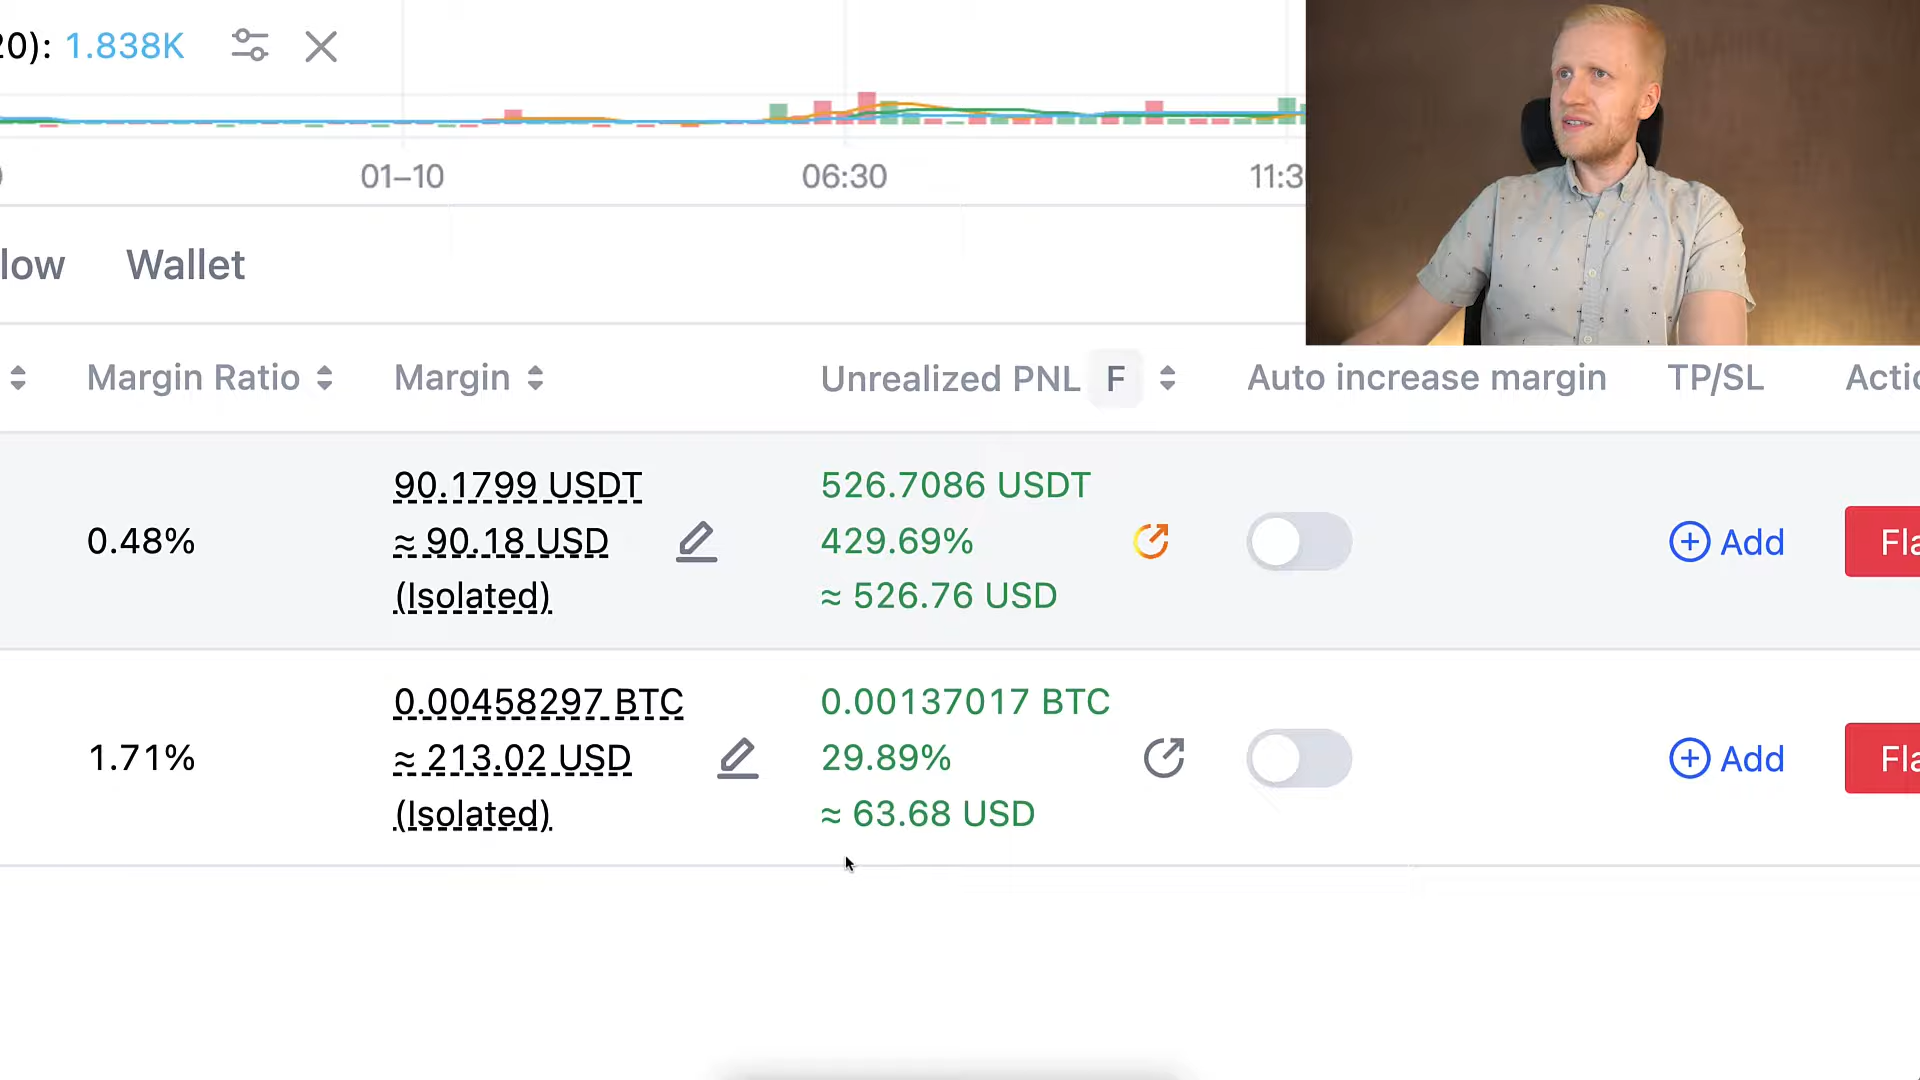 20): 1.838K
01-10 06:30 11:3
low Wallet
Margin Ratio Margin Unrealized PNL F Auto increase margin TP/SL Actio
90.1799 USDT 526.7086 USDT
0.48% ≈ 90.18 USD 429.69% Add Fla
(Isolated) ≈ 526.76 USD
0.00458297 BTC 0.00137017 BTC
1.71% ≈ 213.02 USD 29.89% Add Fla
(Isolated) ≈ 63.68 USD